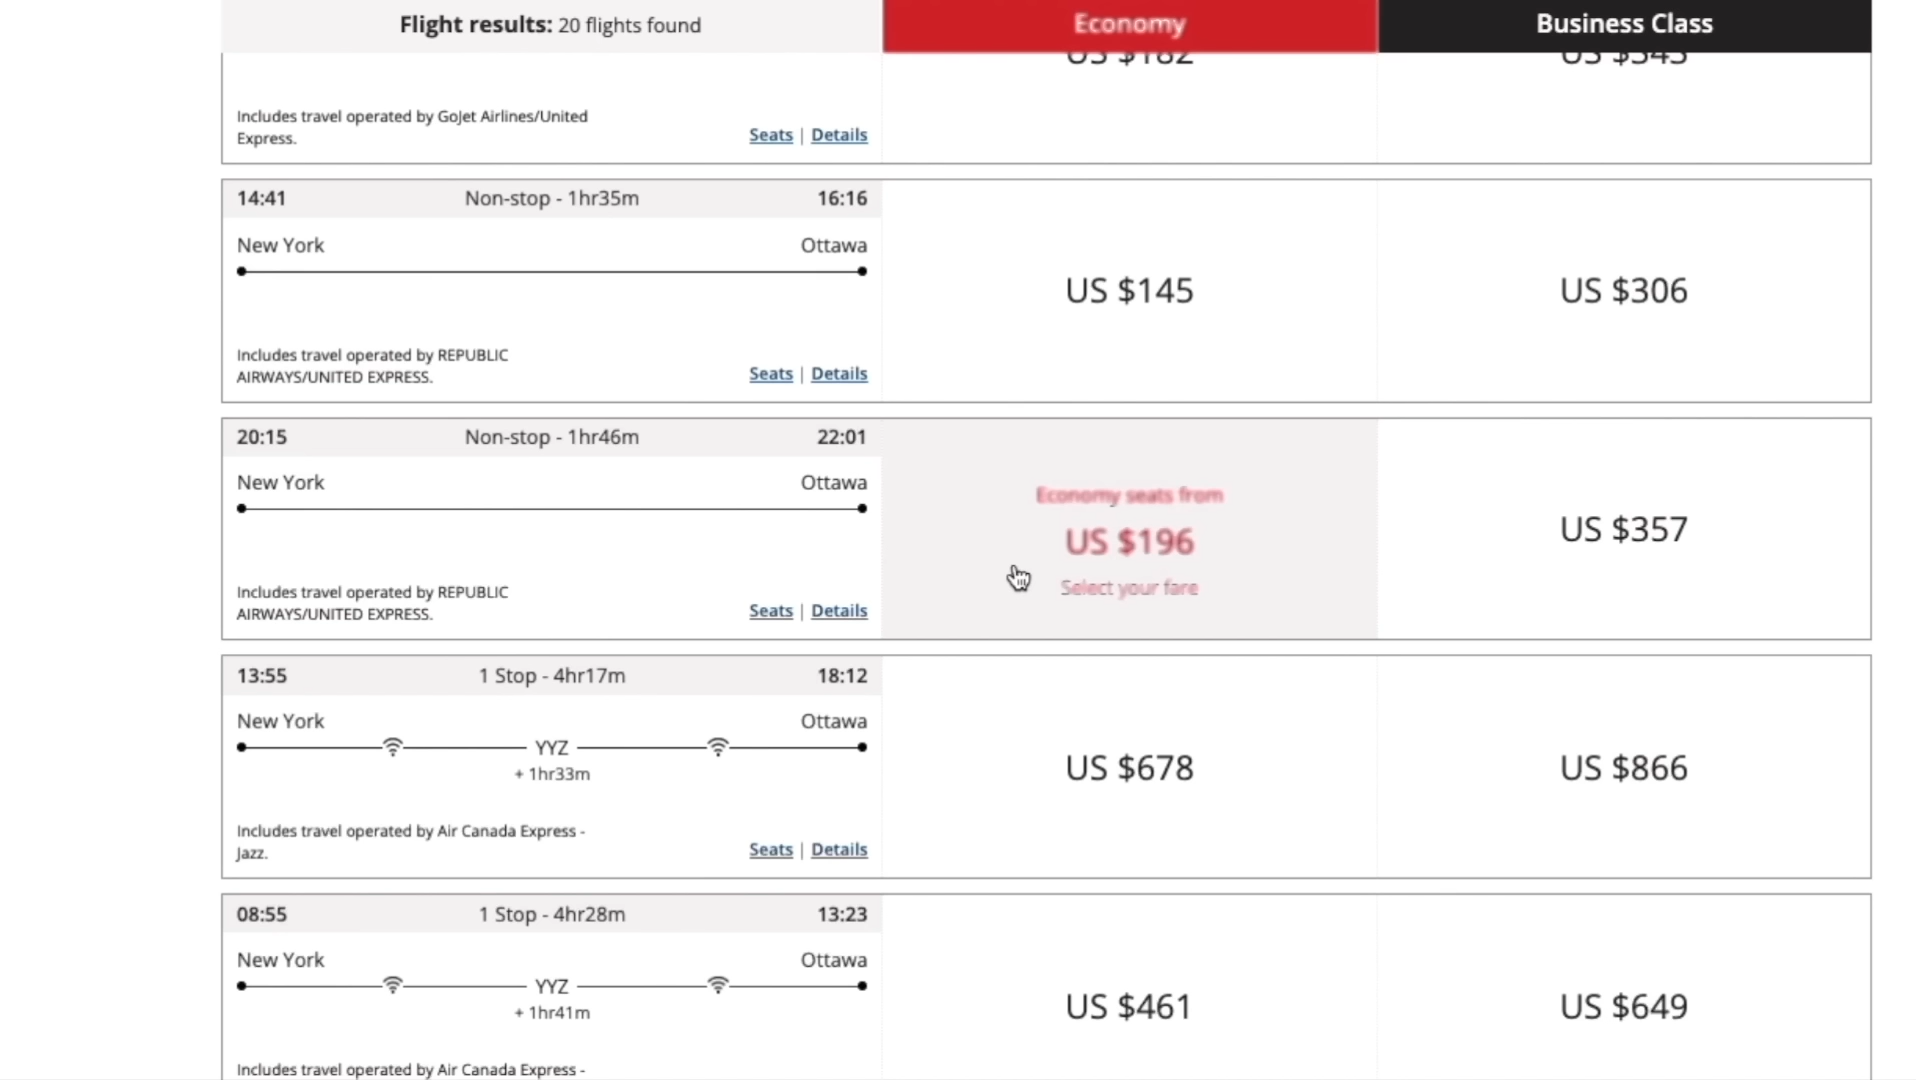 Flight results: 20 flights found
Economy
Business Class
US $182
US $343
Includes travel operated by GoJet Airlines/United
Express.
Seats | Details
14:41
Non-stop - 1hr35m
16:16
New York
Ottawa
US $145
US $306
Includes travel operated by REPUBLIC
AIRWAYS/UNITED EXPRESS.
Seats | Details
20:15
Non-stop - 1hr46m
22:01
New York
Ottawa
Economy seats from
US $196
Select your fare
US $357
Includes travel operated by REPUBLIC
AIRWAYS/UNITED EXPRESS.
Seats | Details
13:55
1 Stop - 4hr17m
18:12
New York
Ottawa
YYZ
+ 1hr33m
US $678
US $866
Includes travel operated by Air Canada Express -
Jazz.
Seats | Details
08:55
1 Stop - 4hr28m
13:23
New York
Ottawa
YYZ
+ 1hr41m
US $461
US $649
Includes travel operated by Air Canada Express -